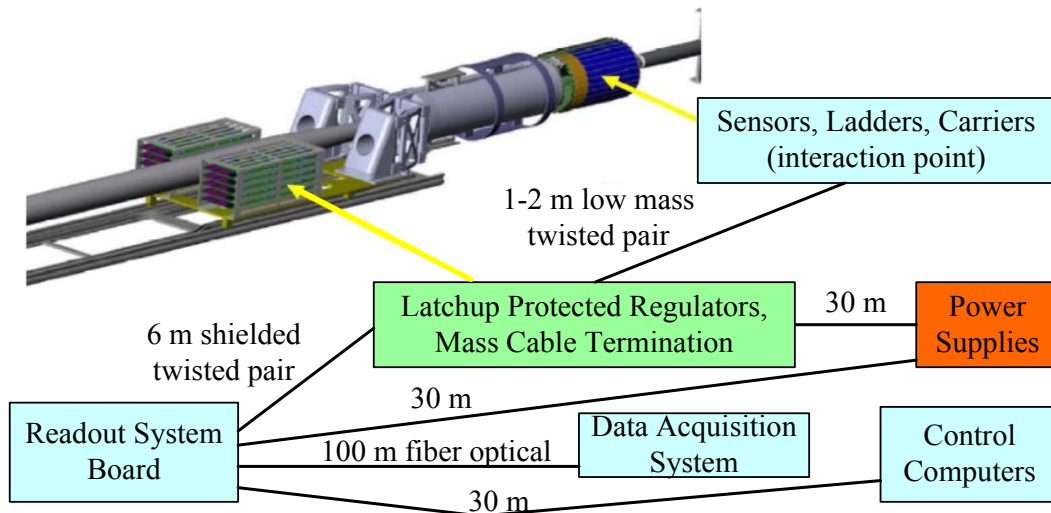 Sensors, Ladders, Carriers
(interaction point)
1-2 m low mass
twisted pair
Latchup Protected Regulators,
Mass Cable Termination
30 m
Power
Supplies
6 m shielded
twisted pair
30 m
Readout System
Board
100 m fiber optical
Data Acquisition
System
Control
Computers
30 m